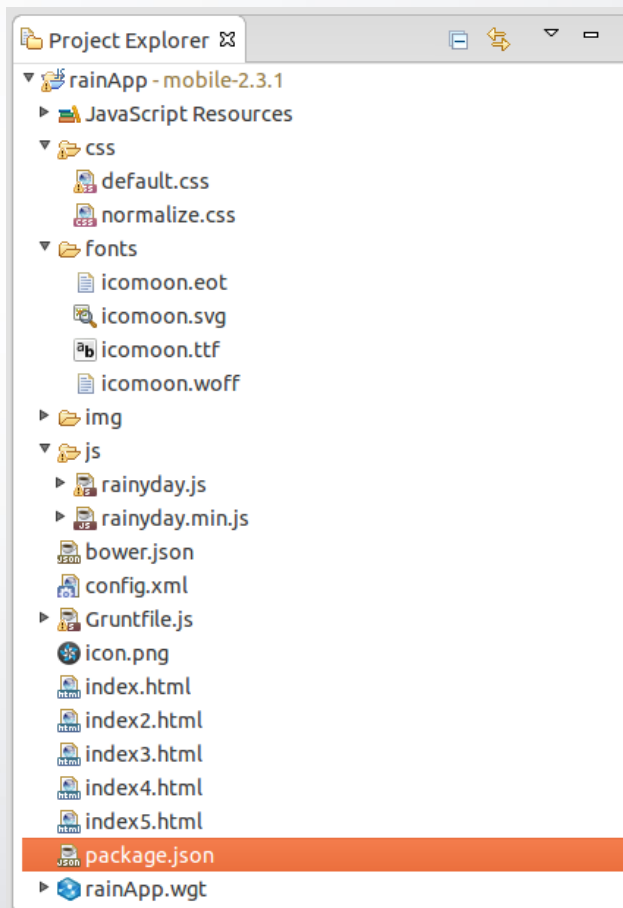 Project Explorer
rainApp - mobile-2.3.1
JavaScript Resources
css
default.css
normalize.css
fonts
icomoon.eot
icomoon.svg
icomoon.ttf
icomoon.woff
img
js
rainyday.js
rainyday.min.js
bower.json
config.xml
Gruntfile.js
icon.png
index.html
index2.html
index3.html
index4.html
index5.html
package.json
rainApp.wgt